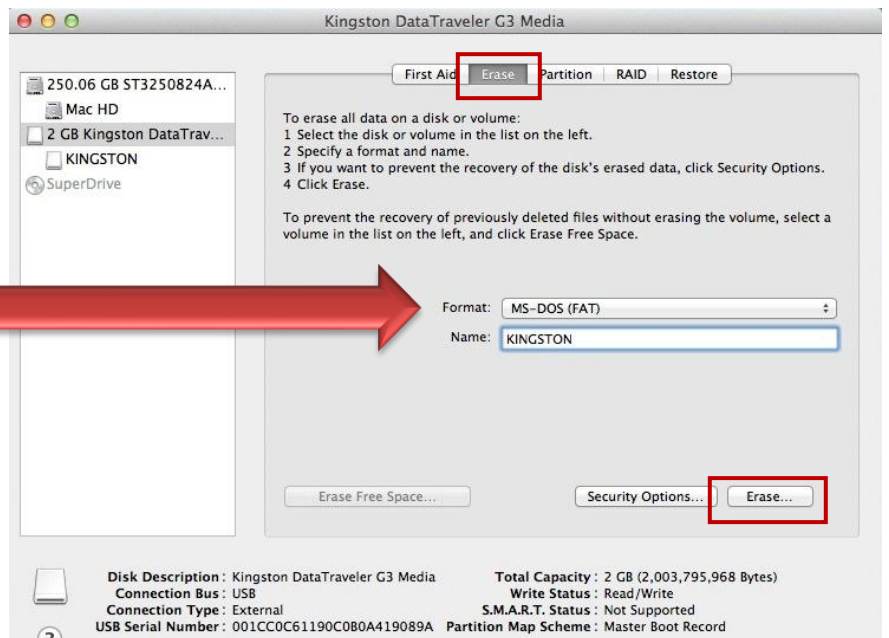 Kingston DataTraveler G3 Media
First Aid Erase Partition RAID Restore
250.06 GB ST3250824A...
Mac HD
2 GB Kingston DataTrav...
KINGSTON
SuperDrive
To erase all data on a disk or volume:
1 Select the disk or volume in the list on the left.
2 Specify a format and name.
3 If you want to prevent the recovery of the disk's erased data, click Security Options.
4 Click Erase.
To prevent the recovery of previously deleted files without erasing the volume, select a
volume in the list on the left, and click Erase Free Space.
Format: MS-DOS (FAT)
Name: KINGSTON
Erase Free Space... Security Options... Erase...
Disk Description : Kingston DataTraveler G3 Media Total Capacity : 2 GB (2,003,795,968 Bytes)
Connection Bus : USB Write Status : Read/Write
Connection Type : External S.M.A.R.T. Status : Not Supported
USB Serial Number : 001CC0C61190C0B0A419089A Partition Map Scheme : Master Boot Record
?